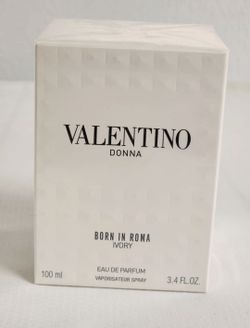 VALENTINO
DONNA
BORN IN ROMA
IVORY
EAU DE PARFUM
VAPORISATEUR SPRAY
100 ml
3.4 FL.OZ.